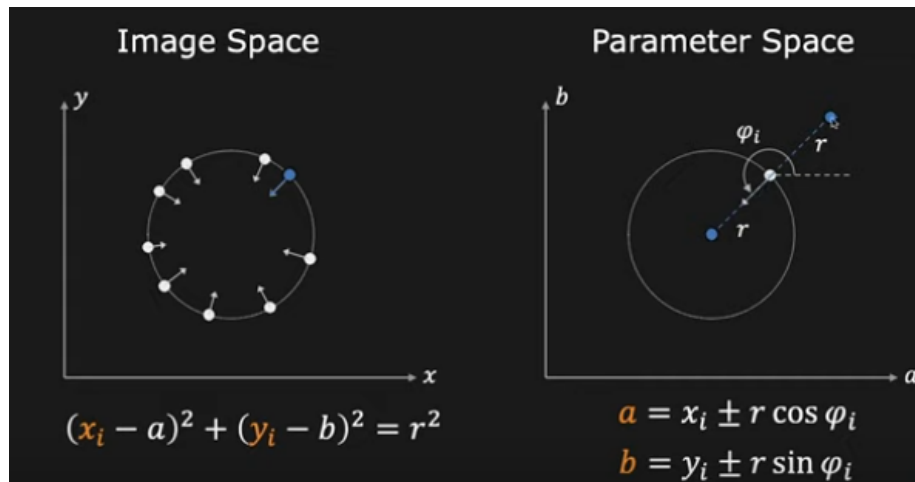 Image Space
Parameter Space
y
b
φᵢ
r
r
x
a
(xᵢ − a)² + (yᵢ − b)² = r²
a = xᵢ ± r cos φᵢ
b = yᵢ ± r sin φᵢ